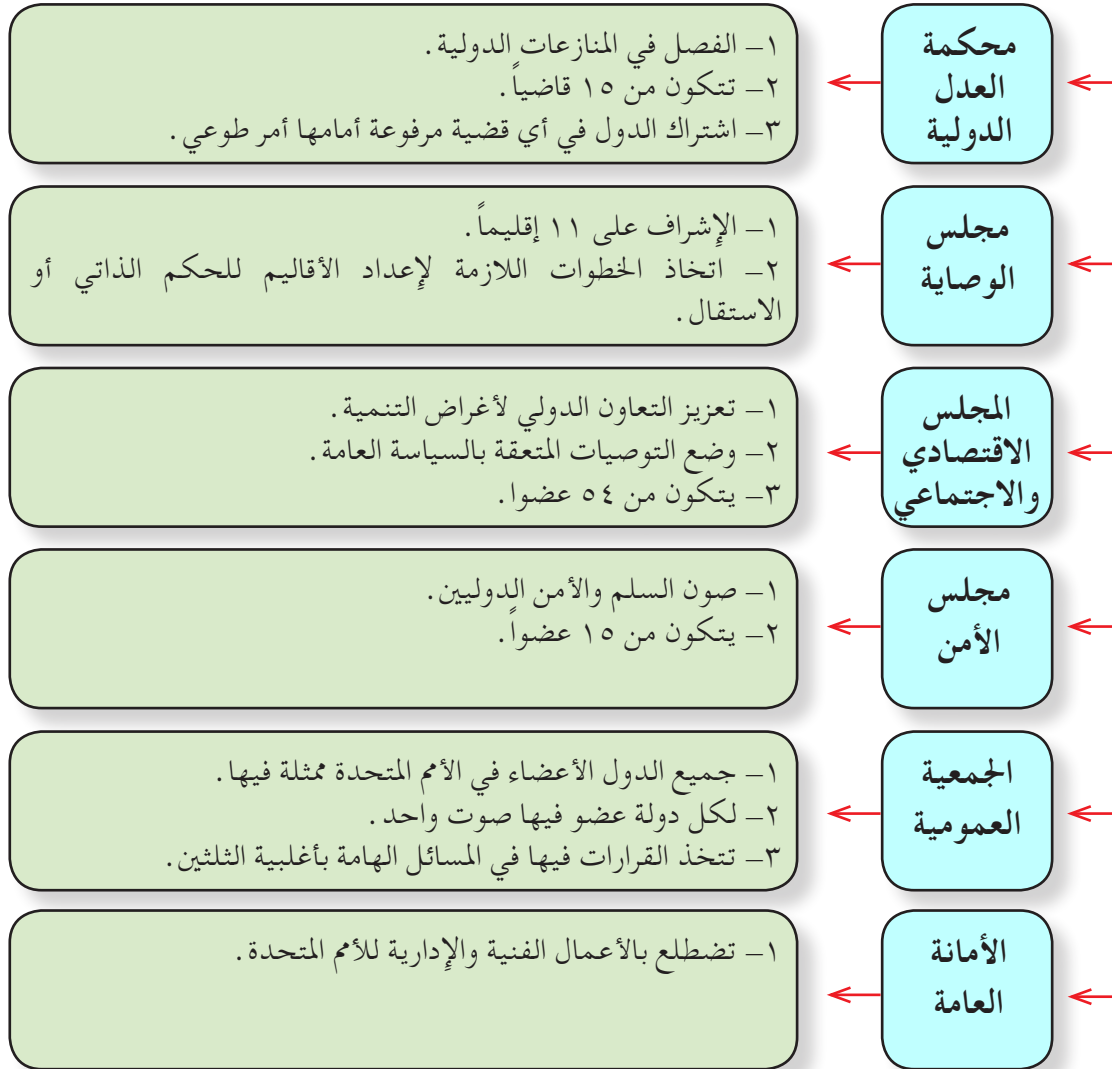 محكمة
العدل
الدولية
١– الفصل في المنازعات الدولية.
٢– تتكون من ١٥ قاضياً.
٣– اشتراك الدول في أي قضية مرفوعة أمامها أمر طوعي.
مجلس
الوصاية
١– الإشراف على ١١ إقليماً.
٢– اتخاذ الخطوات اللازمة لإعداد الأقاليم للحكم الذاتي أو
الاستقال.
المجلس
الاقتصادي
والاجتماعي
١– تعزيز التعاون الدولي لأغراض التنمية.
٢– وضع التوصيات المتعقة بالسياسة العامة.
٣– يتكون من ٥٤ عضوا.
مجلس
الأمن
١– صون السلم والأمن الدوليين.
٢– يتكون من ١٥ عضواً.
الجمعية
العمومية
١– جميع الدول الأعضاء في الأمم المتحدة ممثلة فيها.
٢– لكل دولة عضو فيها صوت واحد.
٣– تتخذ القرارات فيها في المسائل الهامة بأغلبية الثلثين.
الأمانة
العامة
١– تضطلع بالأعمال الفنية والإدارية للأمم المتحدة.